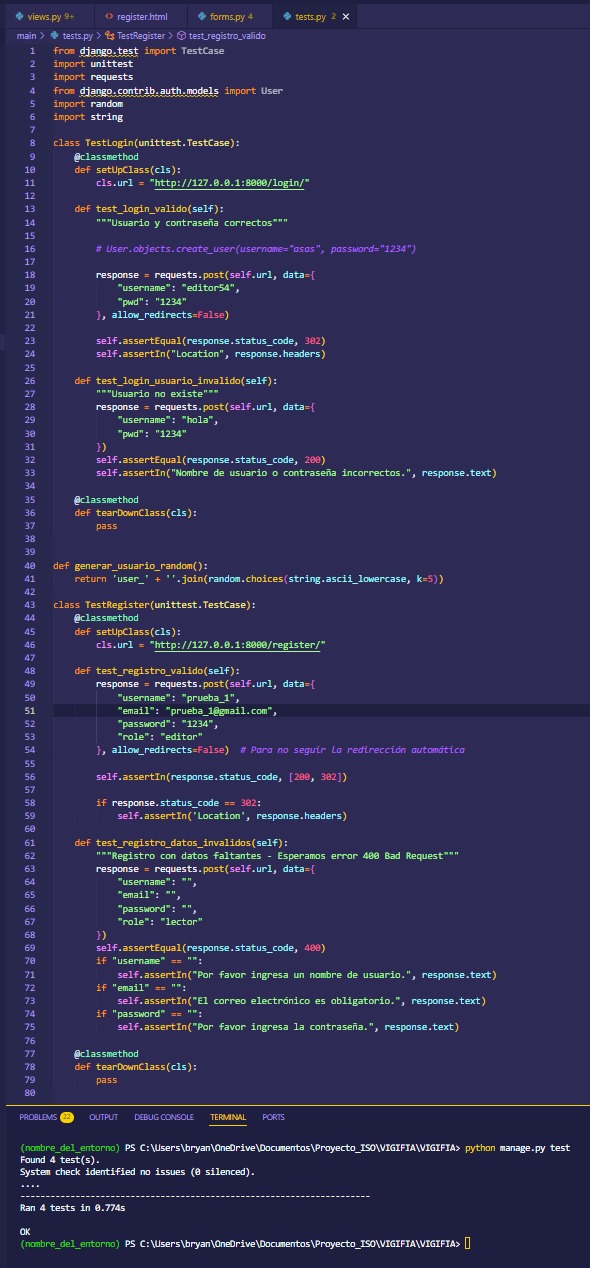 views.py 9+ register.html forms.py 4 tests.py 2
main > tests.py > TestRegister > test_registro_valido
1 from django.test import TestCase
2 import unittest
3 import requests
4 from django.contrib.auth.models import User
5 import random
6 import string
7
8 class TestLogin(unittest.TestCase):
9     @classmethod
10     def setUpClass(cls):
11         cls.url = "http://127.0.0.1:8000/login/"
12
13     def test_login_valido(self):
14         """Usuario y contraseña correctos"""
15
16         # User.objects.create_user(username="asas", password="1234")
17
18         response = requests.post(self.url, data={
19             "username": "editor54",
20             "pwd": "1234"
21         }, allow_redirects=False)
22
23         self.assertEqual(response.status_code, 302)
24         self.assertIn("Location", response.headers)
25
26     def test_login_usuario_invalido(self):
27         """Usuario no existe"""
28         response = requests.post(self.url, data={
29             "username": "hola",
30             "pwd": "1234"
31         })
32         self.assertEqual(response.status_code, 200)
33         self.assertIn("Nombre de usuario o contraseña incorrectos.", response.text)
34
35     @classmethod
36     def tearDownClass(cls):
37         pass
38
39
40 def generar_usuario_random():
41     return 'user_' + ''.join(random.choices(string.ascii_lowercase, k=5))
42
43 class TestRegister(unittest.TestCase):
44     @classmethod
45     def setUpClass(cls):
46         cls.url = "http://127.0.0.1:8000/register/"
47
48     def test_registro_valido(self):
49         response = requests.post(self.url, data={
50             "username": "prueba_1",
51             "email": "prueba_1@gmail.com",
52             "password": "1234",
53             "role": "editor"
54         }, allow_redirects=False)  # Para no seguir la redirección automática
55
56         self.assertIn(response.status_code, [200, 302])
57
58         if response.status_code == 302:
59             self.assertIn('Location', response.headers)
60
61     def test_registro_datos_invalidos(self):
62         """Registro con datos faltantes - Esperamos error 400 Bad Request"""
63         response = requests.post(self.url, data={
64             "username": "",
65             "email": "",
66             "password": "",
67             "role": "lector"
68         })
69         self.assertEqual(response.status_code, 400)
70         if "username" == "":
71             self.assertIn("Por favor ingresa un nombre de usuario.", response.text)
72         if "email" == "":
73             self.assertIn("El correo electrónico es obligatorio.", response.text)
74         if "password" == "":
75             self.assertIn("Por favor ingresa la contraseña.", response.text)
76
77     @classmethod
78     def tearDownClass(cls):
79         pass
80
PROBLEMS 22 OUTPUT DEBUG CONSOLE TERMINAL PORTS
(nombre_del_entorno) PS C:\Users\bryan\OneDrive\Documentos\Proyecto_ISO\VIGIFIA\VIGIFIA> python manage.py test
Found 4 test(s).
System check identified no issues (0 silenced).
....
----------------------------------------------------------------------
Ran 4 tests in 0.774s

OK
(nombre_del_entorno) PS C:\Users\bryan\OneDrive\Documentos\Proyecto_ISO\VIGIFIA\VIGIFIA>